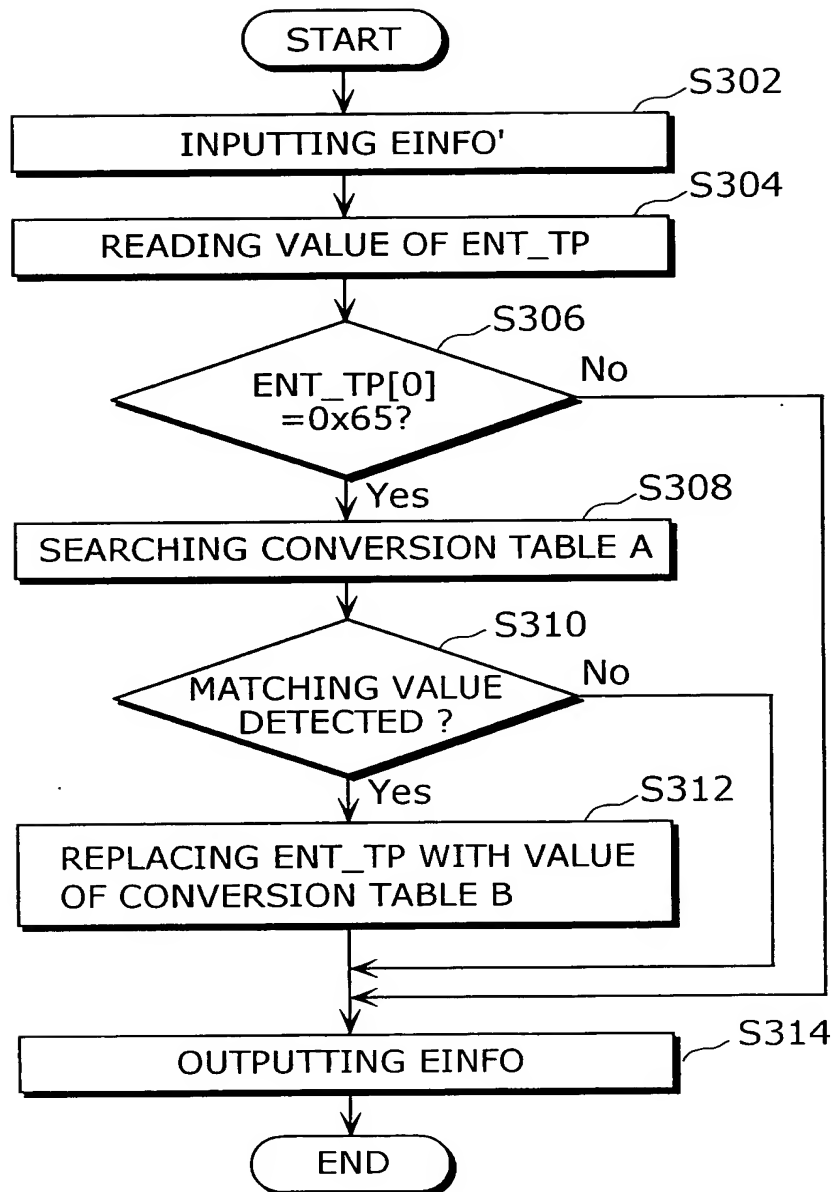 START
S302
INPUTTING EINFO'
S304
READING VALUE OF ENT_TP
S306
ENT_TP[0]
=0x65?
No
Yes
S308
SEARCHING CONVERSION TABLE A
S310
MATCHING VALUE
DETECTED ?
No
Yes
S312
REPLACING ENT_TP WITH VALUE
OF CONVERSION TABLE B
S314
OUTPUTTING EINFO
END